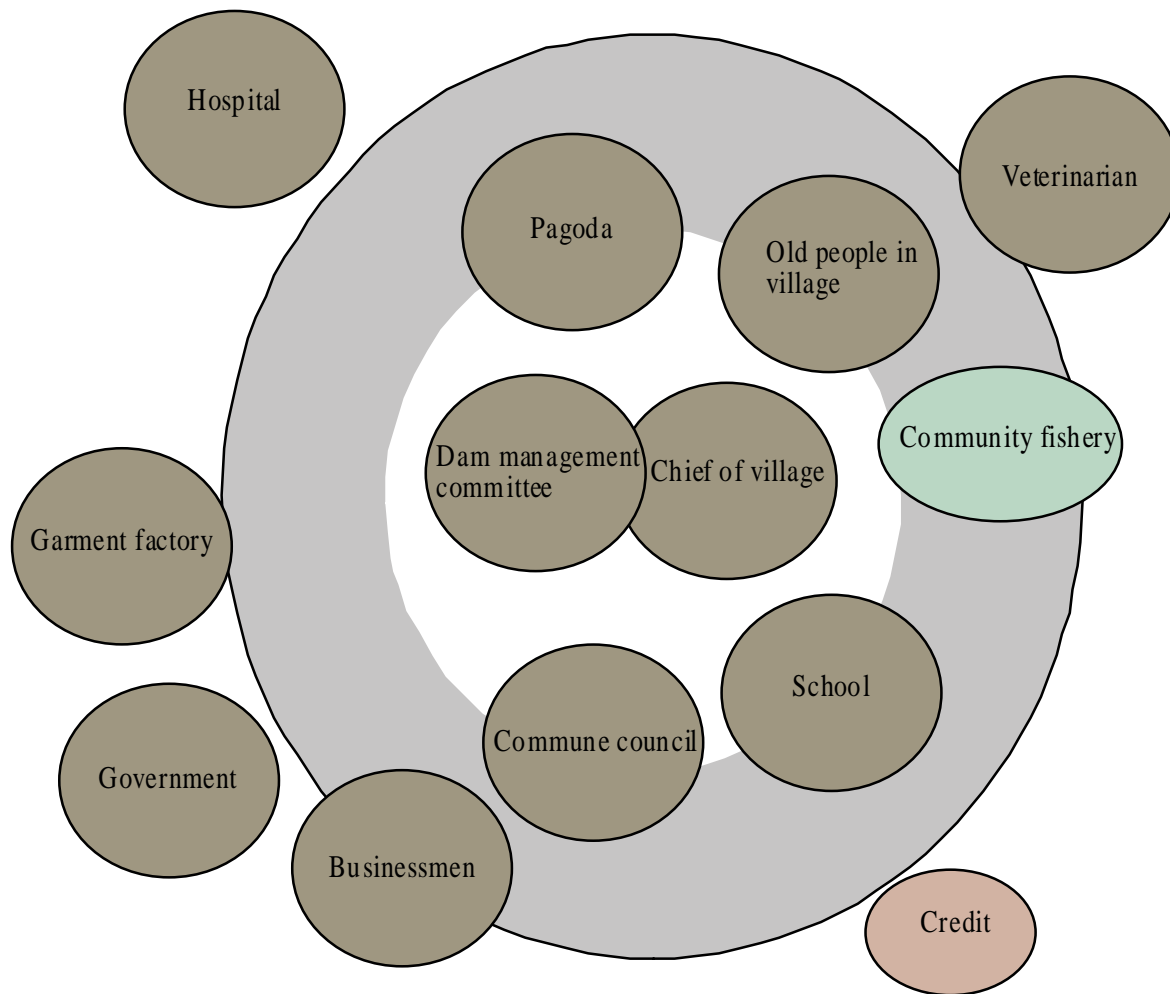 Hospital
Veterinarian
Pagoda
Old people in
village
Community fishery
Dam management
committee
Chief of village
Garment factory
School
Commune council
Government
Businessmen
Credit